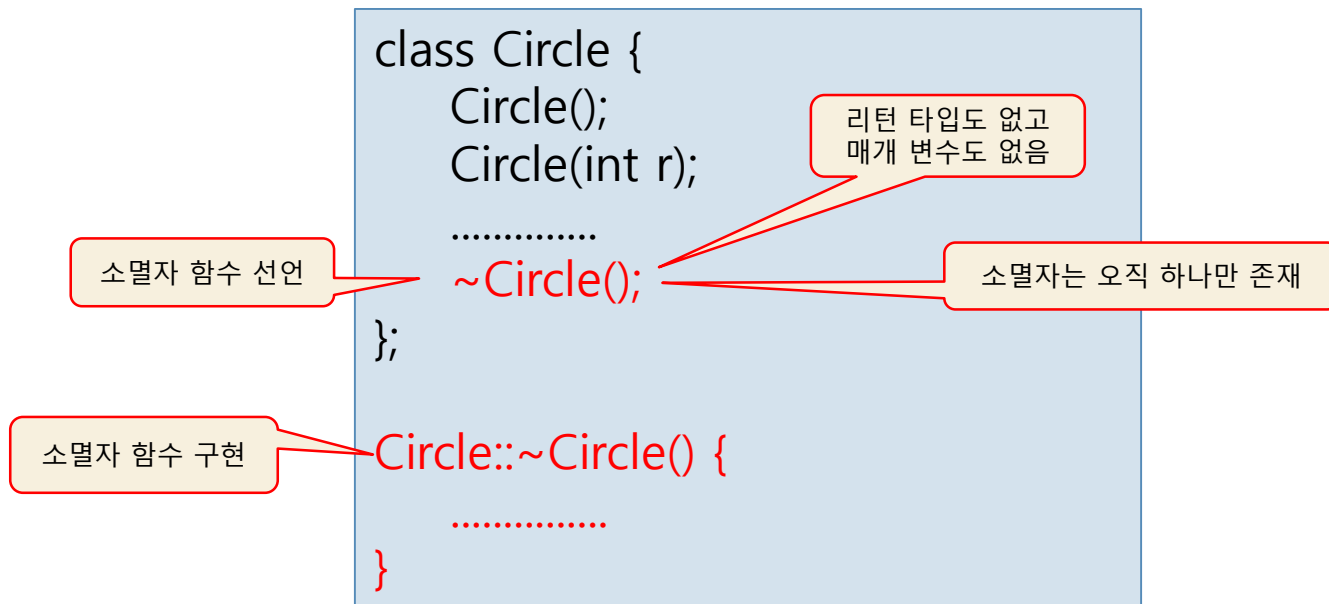 class Circle {
Circle();
Circle(int r);
리턴 타입도 없고
매개 변수도 없음
..............
소멸자 함수 선언
~Circle();
소멸자는 오직 하나만 존재
};
소멸자 함수 구현
Circle::~Circle() {
...............
}